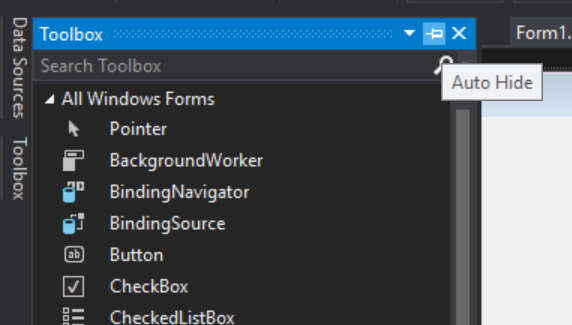 Data Sources
Toolbox
Toolbox
Form1.
Search Toolbox
Auto Hide
All Windows Forms
Pointer
BackgroundWorker
BindingNavigator
BindingSource
ab
Button
CheckBox
CheckedListBox